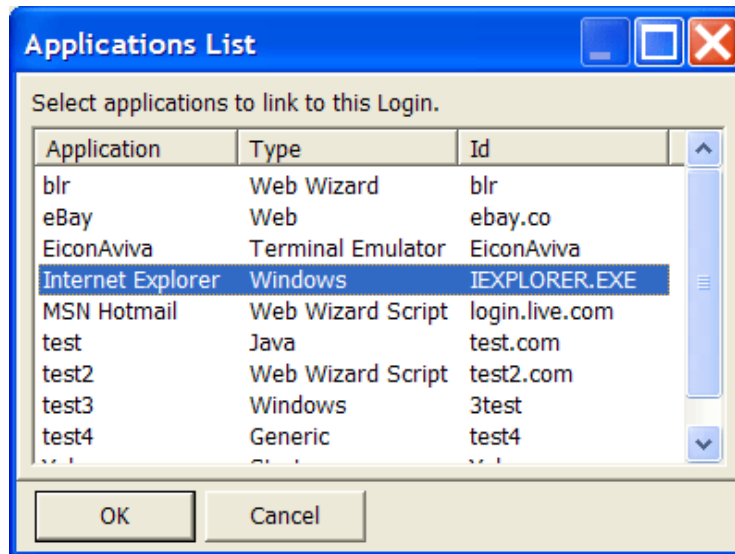 Applications List
Select applications to link to this Login.
Application Type Id
blr Web Wizard blr
eBay Web ebay.co
EiconAviva Terminal Emulator EiconAviva
Internet Explorer Windows IEXPLORER.EXE
MSN Hotmail Web Wizard Script login.live.com
test Java test.com
test2 Web Wizard Script test2.com
test3 Windows 3test
test4 Generic test4
OK Cancel